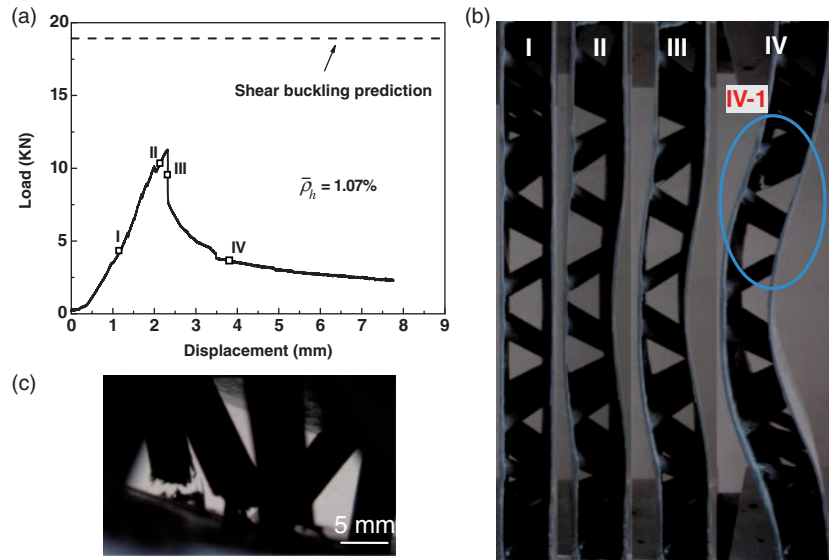 (a)
Load (KN)
20
15
10
5
0
Shear buckling prediction
I
II
III
IV
ρ̄h = 1.07%
0 1 2 3 4 5 6 7 8 9
Displacement (mm)
(b)
I II III IV
IV-1
(c)
5 mm